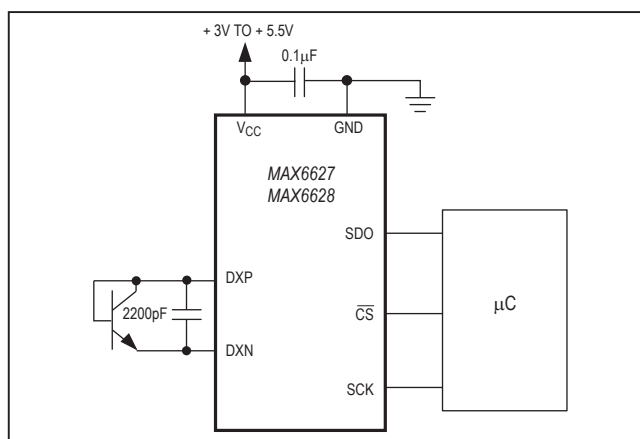 + 3V TO + 5.5V
0.1μF
VCC
GND
MAX6627
MAX6628
SDO
DXP
2200pF
CS
μC
DXN
SCK